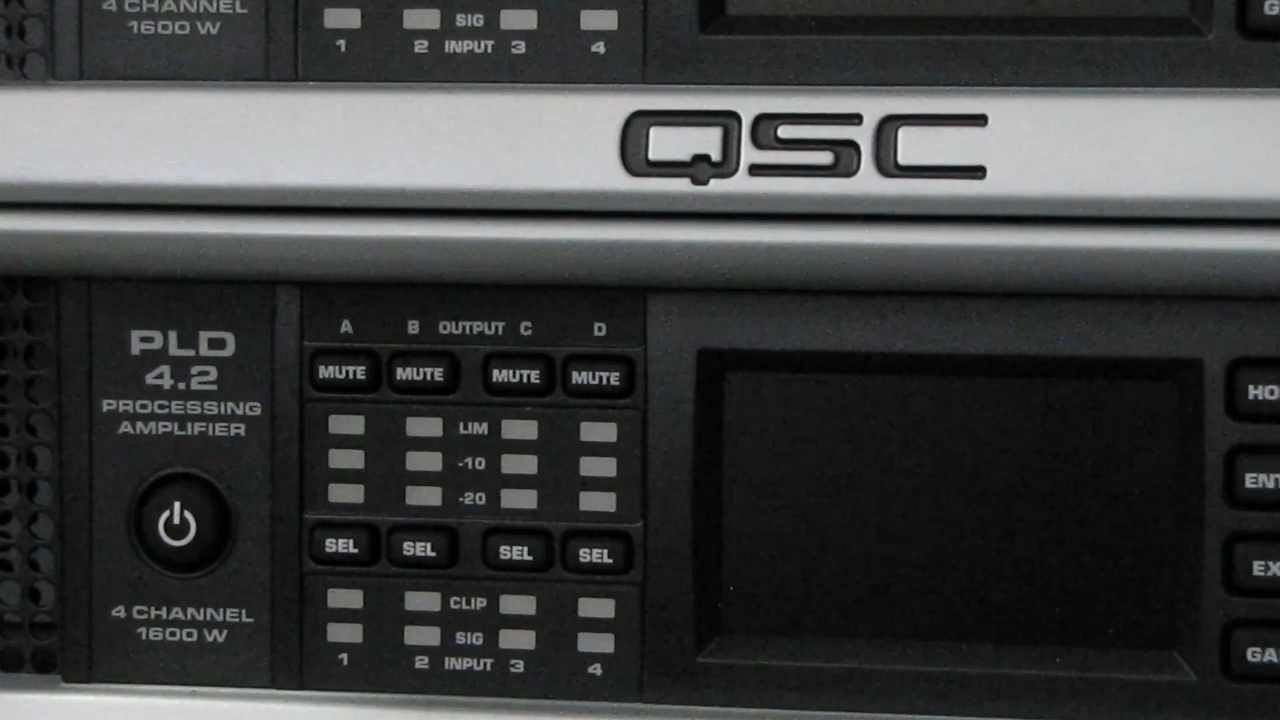 4 CHANNEL
1600 W
SIG
1 2 INPUT 3 4
QSC
PLD
4.2
PROCESSING
AMPLIFIER
4 CHANNEL
1600 W
A B OUTPUT C D
MUTE MUTE MUTE MUTE
LIM
-10
-20
SEL SEL SEL SEL
CLIP
SIG
1 2 INPUT 3 4